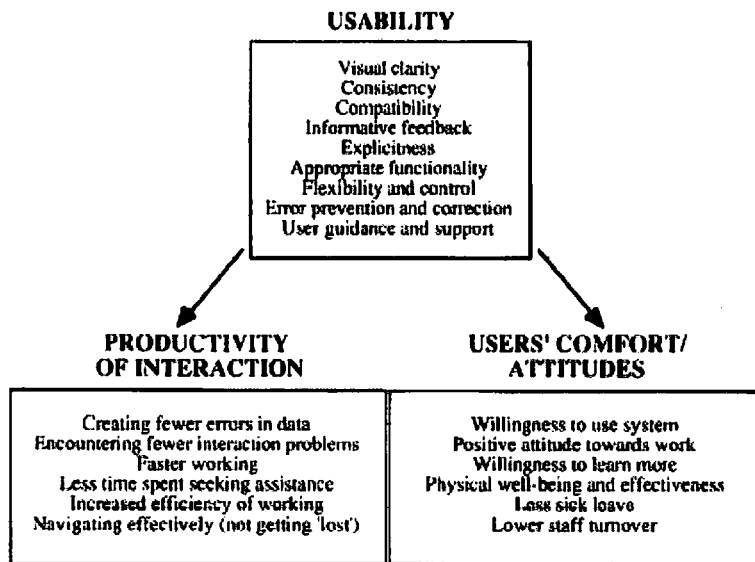 USABILITY
Visual clarity
Consistency
Compatibility
Informative feedback
Explicitness
Appropriate functionality
Flexibility and control
Error prevention and correction
User guidance and support
PRODUCTIVITY
OF INTERACTION
Creating fewer errors in data
Encountering fewer interaction problems
Faster working
Less time spent seeking assistance
Increased efficiency of working
Navigating effectively (not getting 'lost')
USERS' COMFORT/
ATTITUDES
Willingness to use system
Positive attitude towards work
Willingness to learn more
Physical well-being and effectiveness
Less sick leave
Lower staff turnover